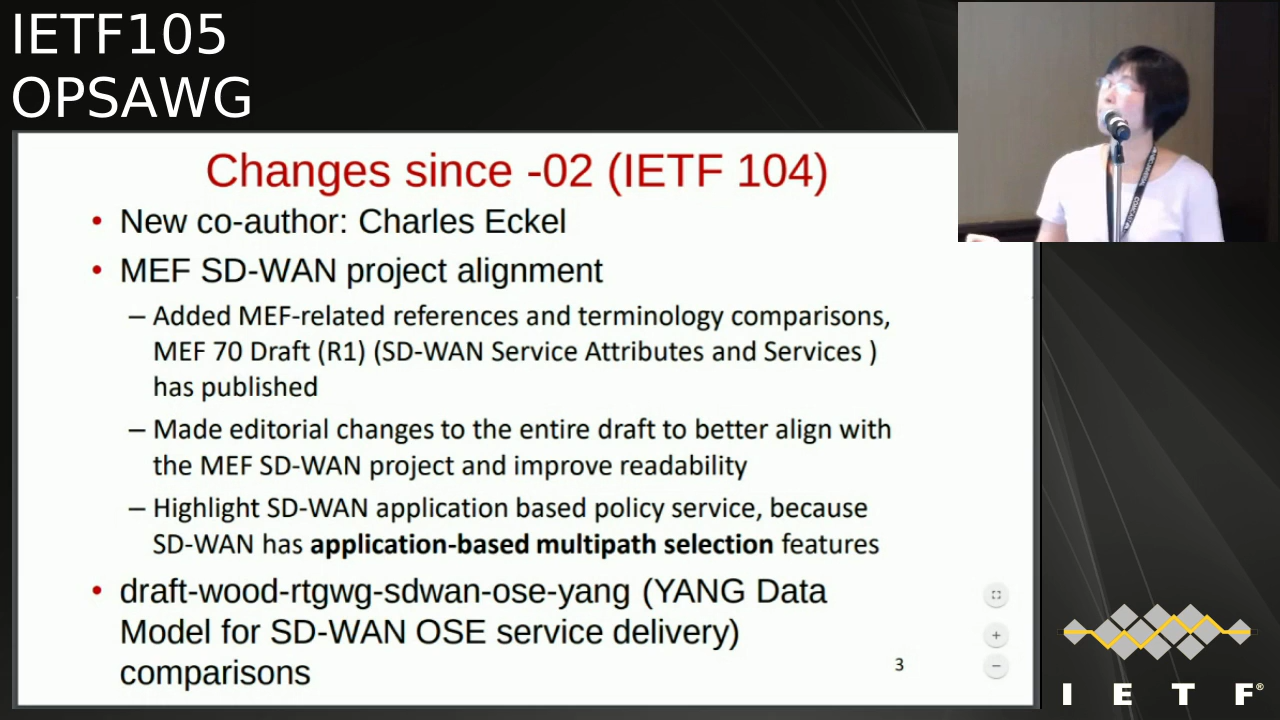 IETF105
OPSAWG
Changes since -02 (IETF 104)
• New co-author: Charles Eckel
• MEF SD-WAN project alignment
– Added MEF-related references and terminology comparisons,
MEF 70 Draft (R1) (SD-WAN Service Attributes and Services )
has published
– Made editorial changes to the entire draft to better align with
the MEF SD-WAN project and improve readability
– Highlight SD-WAN application based policy service, because
SD-WAN has application-based multipath selection features
• draft-wood-rtgwg-sdwan-ose-yang (YANG Data
Model for SD-WAN OSE service delivery)
comparisons
3
I E T F®